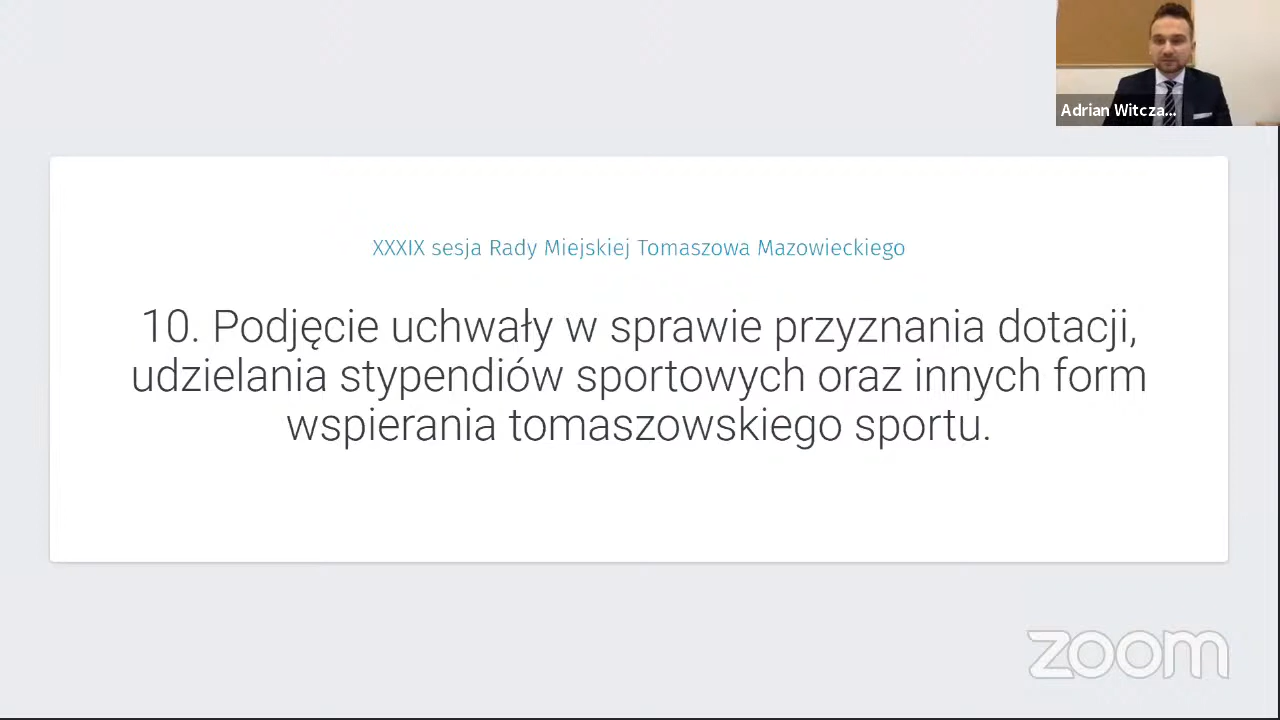 Adrian Witcza...
XXXIX sesja Rady Miejskiej Tomaszowa Mazowieckiego
10. Podjęcie uchwały w sprawie przyznania dotacji,
udzielania stypendiów sportowych oraz innych form
wspierania tomaszowskiego sportu.
zoom